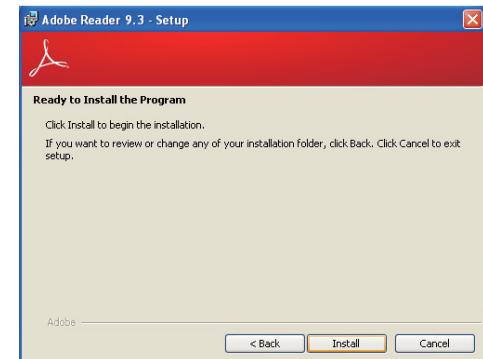 Adobe Reader 9.3 - Setup
Ready to Install the Program
Click Install to begin the installation.
If you want to review or change any of your installation folder, click Back. Click Cancel to exit
setup.
Adobe
< Back Install Cancel